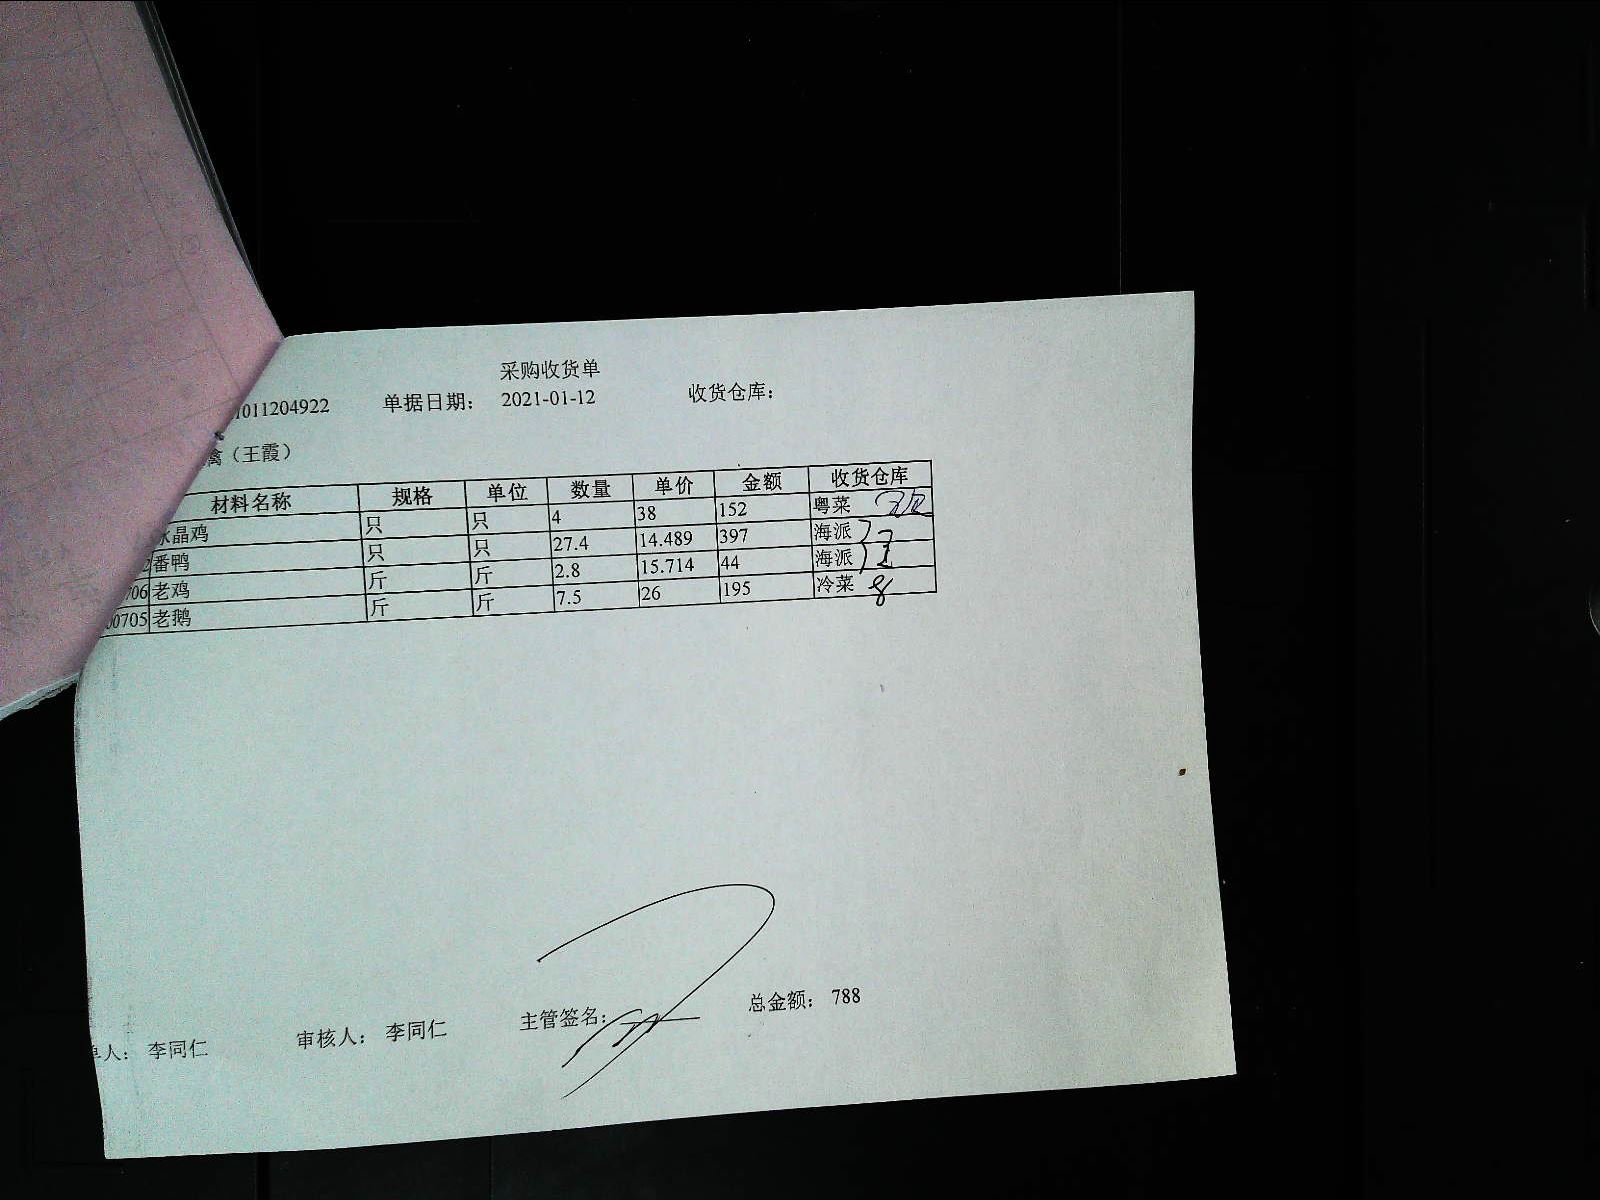 采购收货单
1011204922 单据日期: 2021-01-12 收货仓库:
禽（王霞）
材料名称 规格 单位 数量 单价 金额 收货仓库
水晶鸡 只 只 4 38 152 粤菜
2 番鸭 只 只 27.4 14.489 397 海派
706 老鸡 斤 斤 2.8 15.714 44 海派
00705 老鹅 斤 斤 7.5 26 195 冷菜
单人: 李同仁 审核人: 李同仁 主管签名: 总金额: 788